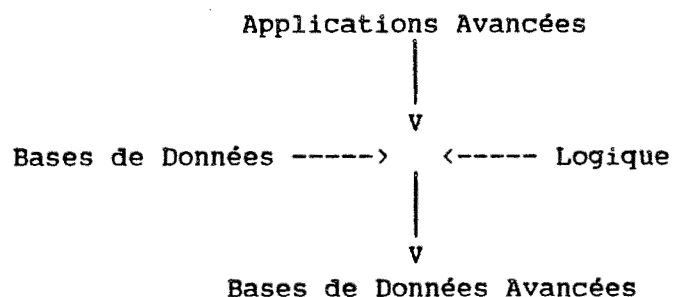 Applications Avancées
V
Bases de Données -----> <----- Logique
V
Bases de Données Avancées